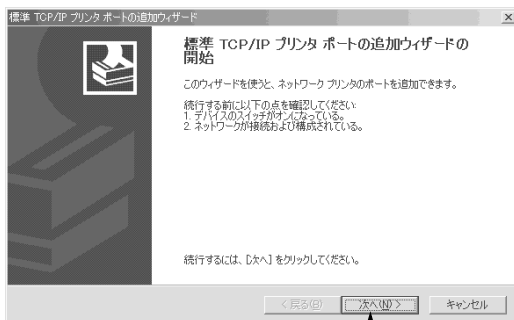 標準 TCP/IP プリンタ ポートの追加ウィザード
標準 TCP/IP プリンタ ポートの追加ウィザードの
開始
このウィザードを使うと、ネットワーク プリンタのポートを追加できます。
続行する前に以下の点を確認してください:
1. デバイスのスイッチがオンになっている。
2. ネットワークが接続および構成されている。
続行するには、[次へ] をクリックしてください。
< 戻る(B)
次へ(N) >
キャンセル